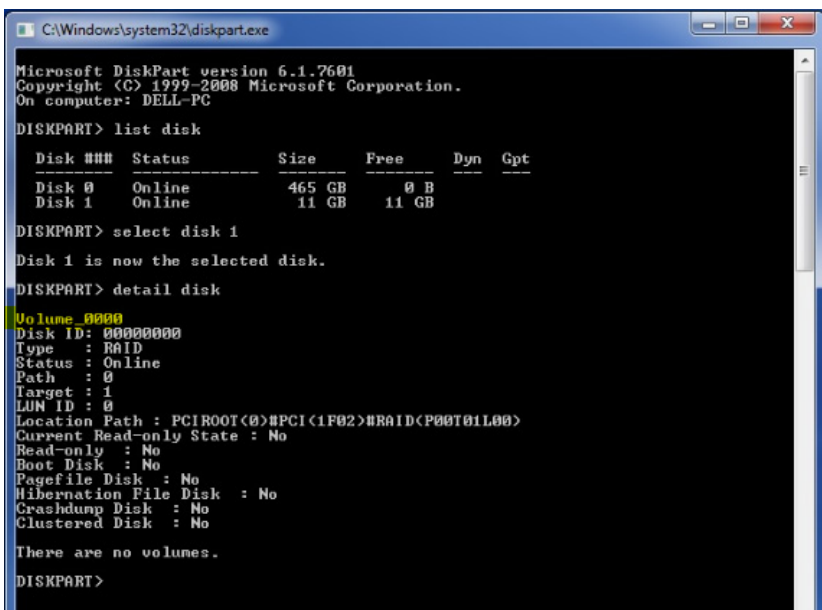 C:\Windows\system32\diskpart.exe
Microsoft DiskPart version 6.1.7601
Copyright (C) 1999-2008 Microsoft Corporation.
On computer: DELL-PC
DISKPART> list disk
Disk ### Status Size Free Dyn Gpt
-------- ------------- ------- ------- --- ---
Disk 0 Online 465 GB 0 B
Disk 1 Online 11 GB 11 GB
DISKPART> select disk 1
Disk 1 is now the selected disk.
DISKPART> detail disk
Volume_0000
Disk ID: 00000000
Type : RAID
Status : Online
Path : 0
Target : 1
LUN ID : 0
Location Path : PCIROOT(0)#PCI(1F02)#RAID(P00T01L00)
Current Read-only State : No
Read-only : No
Boot Disk : No
Pagefile Disk : No
Hibernation File Disk : No
Crashdump Disk : No
Clustered Disk : No
There are no volumes.
DISKPART>